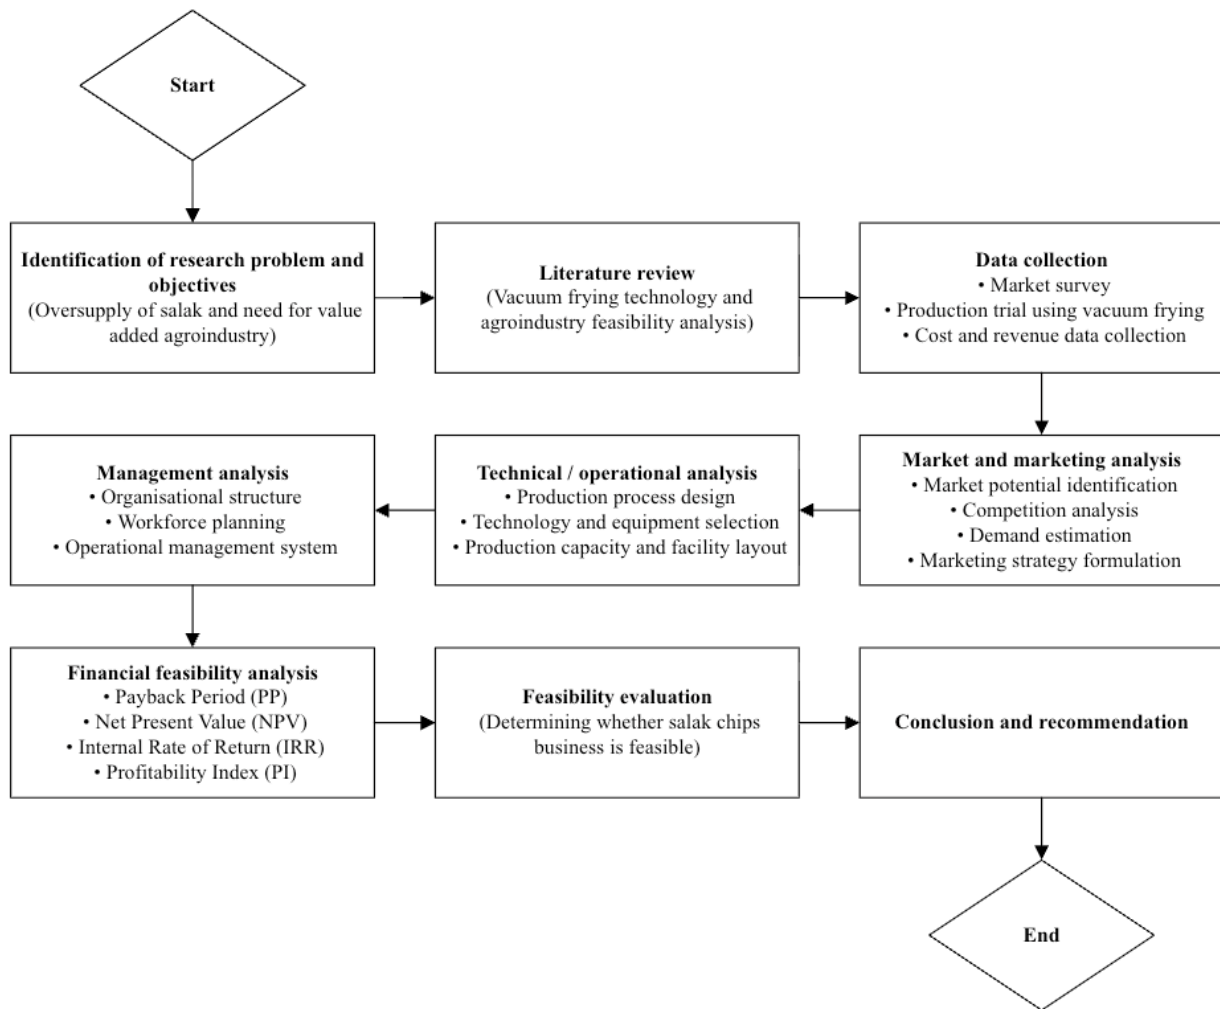 Start
Identification of research problem and
objectives
(Oversupply of salak and need for value
added agroindustry)
Literature review
(Vacuum frying technology and
agroindustry feasibility analysis)
Data collection
• Market survey
• Production trial using vacuum frying
• Cost and revenue data collection
Market and marketing analysis
• Market potential identification
• Competition analysis
• Demand estimation
• Marketing strategy formulation
Technical / operational analysis
• Production process design
• Technology and equipment selection
• Production capacity and facility layout
Management analysis
• Organisational structure
• Workforce planning
• Operational management system
Financial feasibility analysis
• Payback Period (PP)
• Net Present Value (NPV)
• Internal Rate of Return (IRR)
• Profitability Index (PI)
Feasibility evaluation
(Determining whether salak chips
business is feasible)
Conclusion and recommendation
End